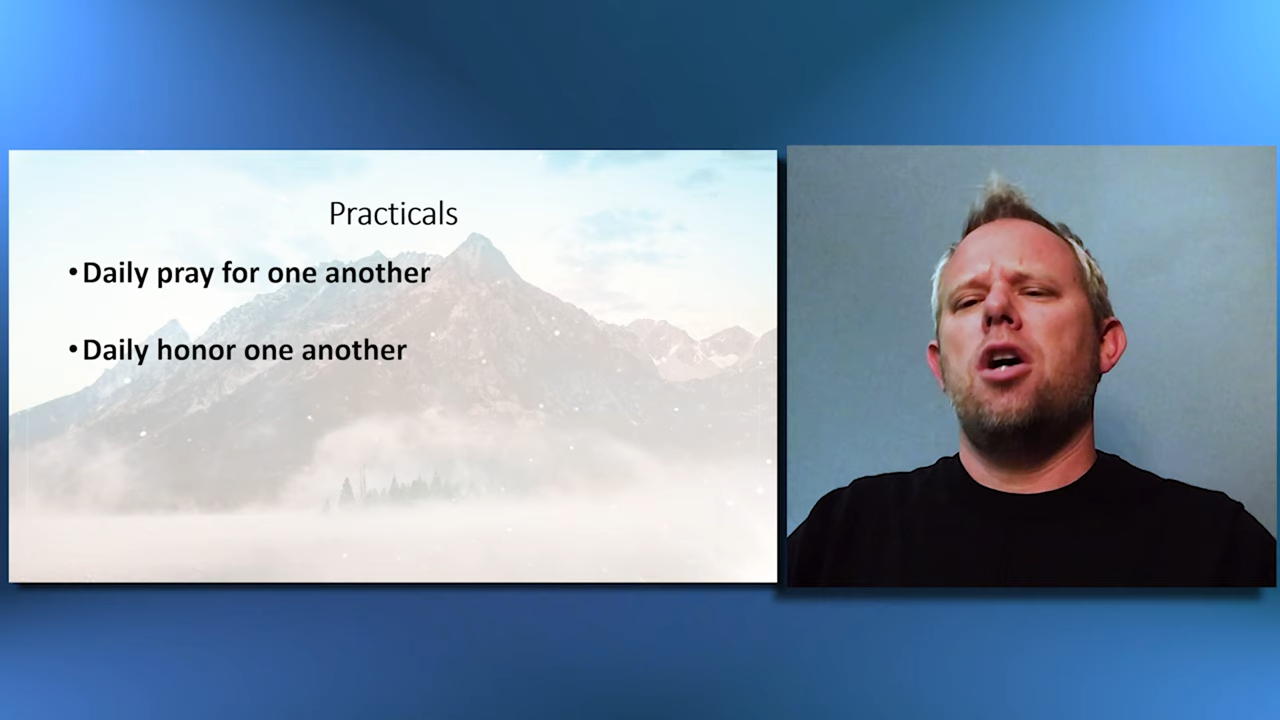 Practicals
•Daily pray for one another
•Daily honor one another